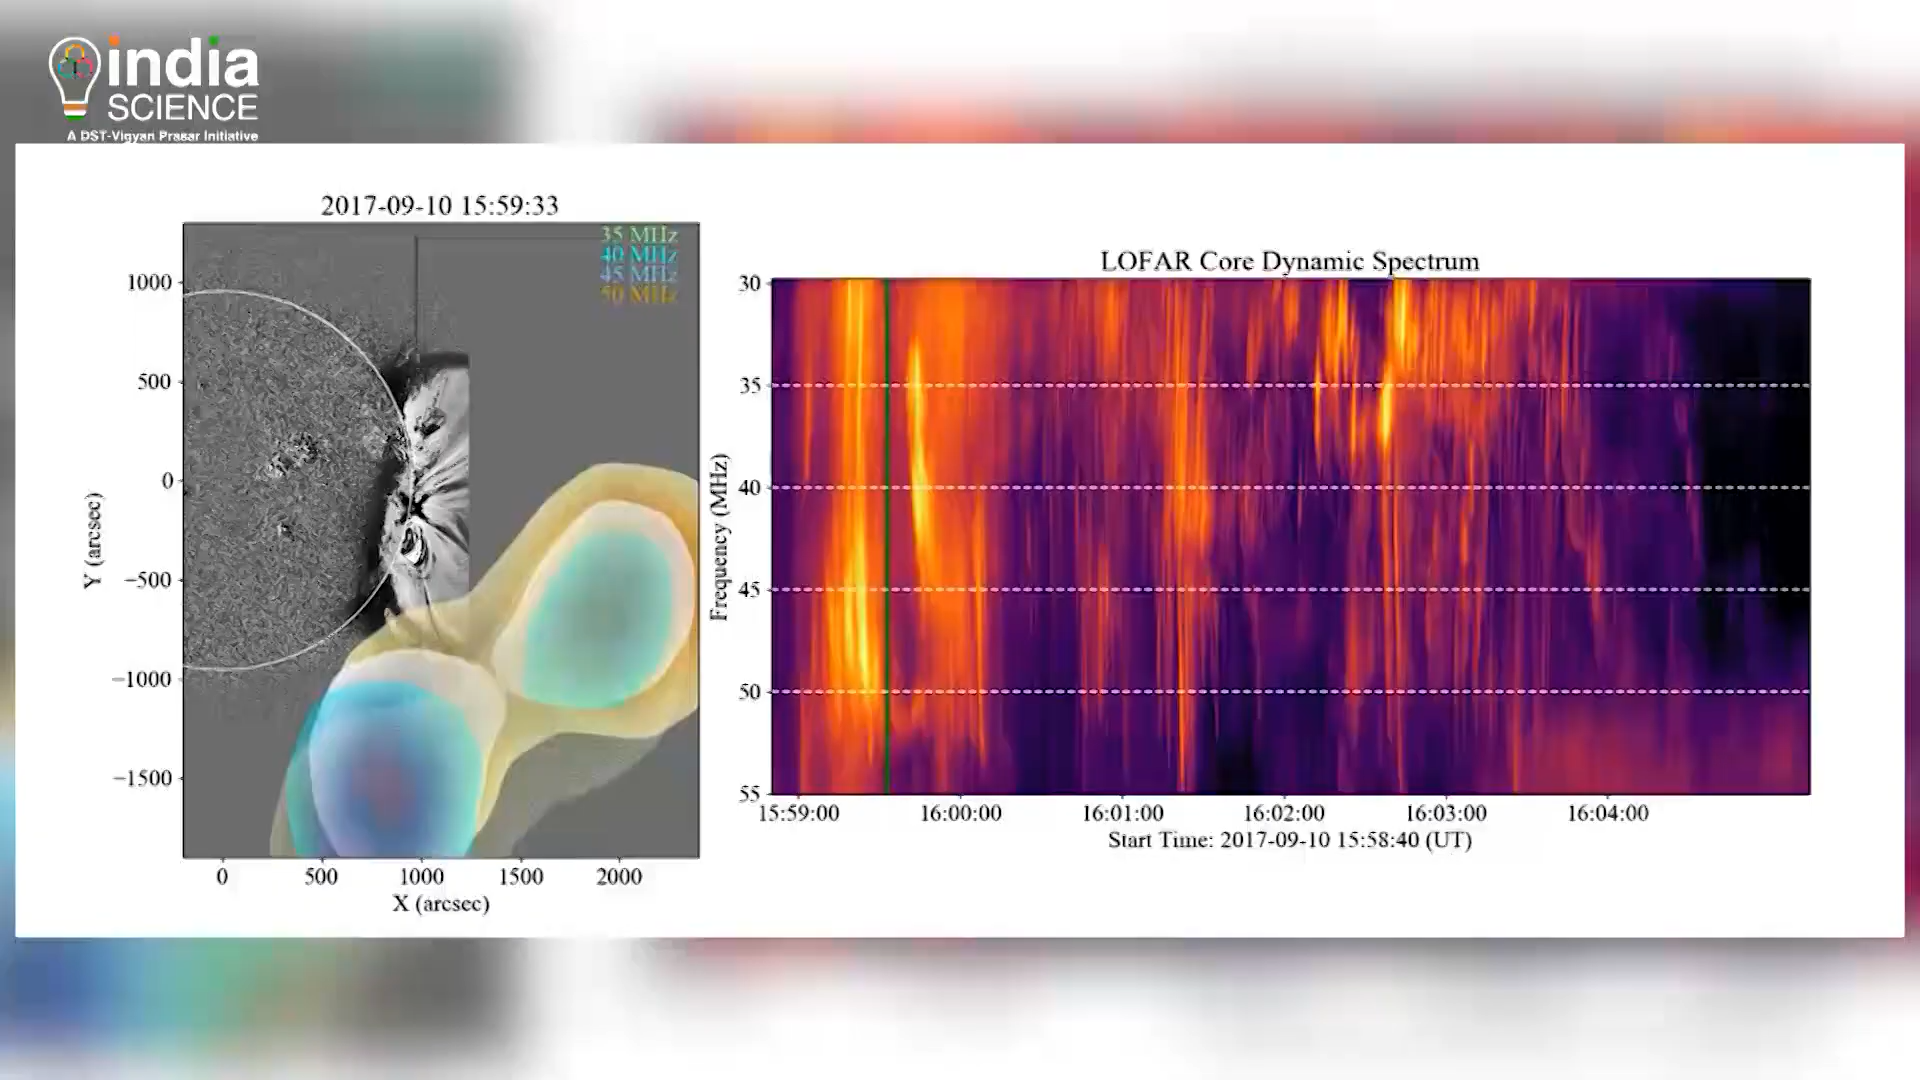 india
SCIENCE
A DST-Vigyan Prasar Initiative
2017-09-10 15:59:33
35 MHz
40 MHz
45 MHz
50 MHz
1000
500
0
−500
−1000
−1500
Y (arcsec)
0 500 1000 1500 2000
X (arcsec)
LOFAR Core Dynamic Spectrum
30
35
40
45
50
55
Frequency (MHz)
15:59:00 16:00:00 16:01:00 16:02:00 16:03:00 16:04:00
Start Time: 2017-09-10 15:58:40 (UT)